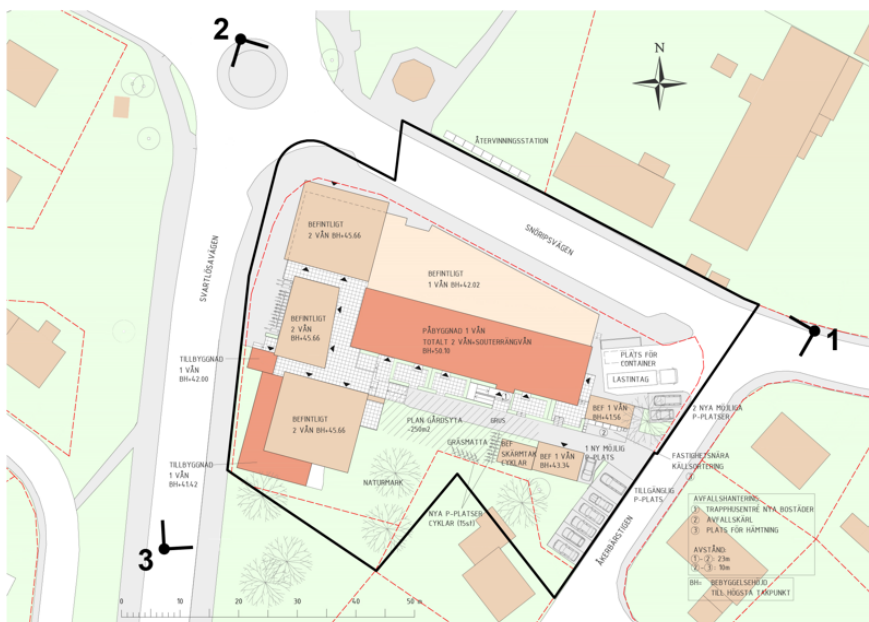 2
N
ÅTERVINNINGSSTATION
SNÖRIPSVÄGEN
SVARTLÖSAVÄGEN
BEFINTLIGT
2 VÅN BH+45.66
BEFINTLIGT
1 VÅN BH+42.02
BEFINTLIGT
2 VÅN
BH+45.66
PÅBYGGNAD 1 VÅN
TOTALT 2 VÅN+SOUTERRÄNGVÅN
BH+50.10
1
PLATS FÖR
CONTAINER
LASTINTAG
TILLBYGGNAD
1 VÅN
BH+42.00
BEF 1 VÅN
BH+41.56
2 NYA MÖJLIGA
P-PLATSER
BEFINTLIGT
2 VÅN BH+45.66
PLAN GÅRDSYTA
~250m2
GRUS
GRÄSMATTA
BEF
SKÄRMTAK
CYKLAR
BEF 1 VÅN
BH+43.34
1 NY MÖJLIG
P-PLATS
FASTIGHETSNÄRA
KÄLLSORTERING
TILLBYGGNAD
1 VÅN
BH+41.42
NATURMARK
TILLGÄNGLIG
P-PLATS
NYA P-PLATSER
CYKLAR (15st)
ÅKERBÄRSTIGEN
AVFALLSHANTERING
1 TRAPPHUSENTRÉ NYA BOSTÄDER
2 AVFALLSKÄRL
3 PLATS FÖR HÄMTNING
AVSTÅND
1-2: 23m
2-3: 10m
BH= BEBYGGELSEHÖJD
TILL HÖGSTA TAKPUNKT
3
0 10 20 30 40 50 m